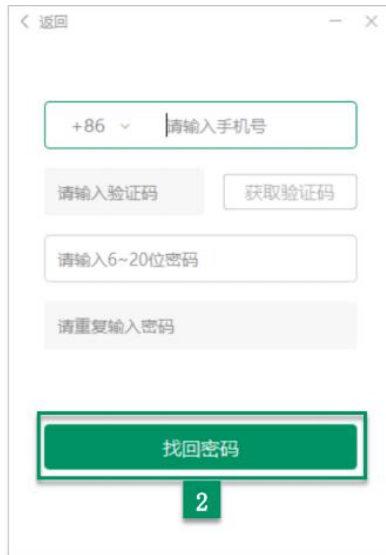 返回
+86 请输入手机号
请输入验证码 获取验证码
请输入6~20位密码
请重复输入密码
找回密码
2